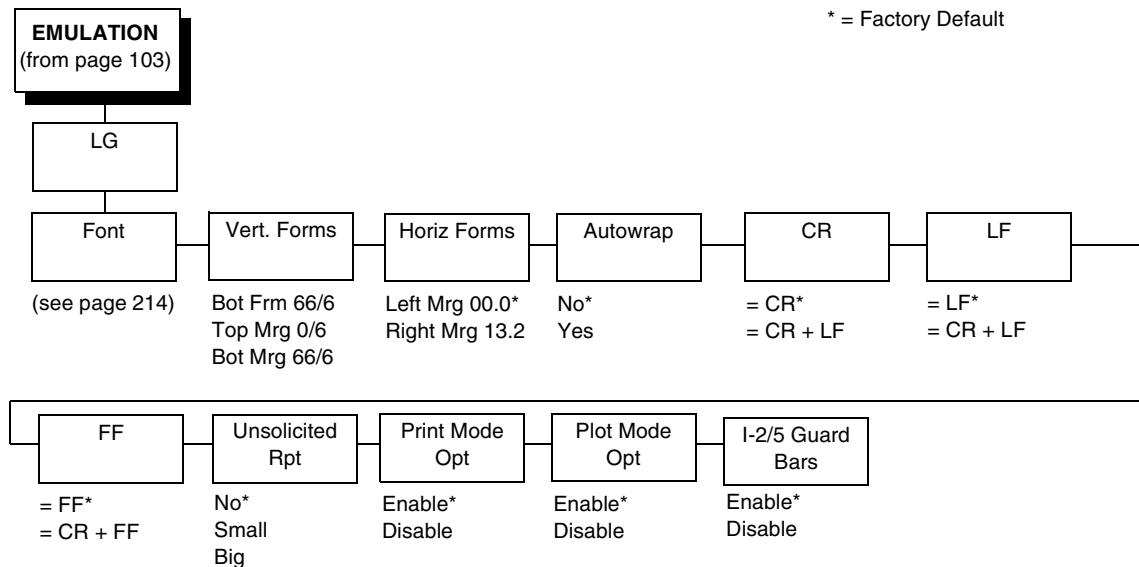 * = Factory Default
EMULATION
(from page 103)
LG
Font
(see page 214)
Vert. Forms
Bot Frm 66/6
Top Mrg 0/6
Bot Mrg 66/6
Horiz Forms
Left Mrg 00.0*
Right Mrg 13.2
Autowrap
No*
Yes
CR
= CR*
= CR + LF
LF
= LF*
= CR + LF
FF
= FF*
= CR + FF
Unsolicited
Rpt
No*
Small
Big
Print Mode
Opt
Enable*
Disable
Plot Mode
Opt
Enable*
Disable
I-2/5 Guard
Bars
Enable*
Disable